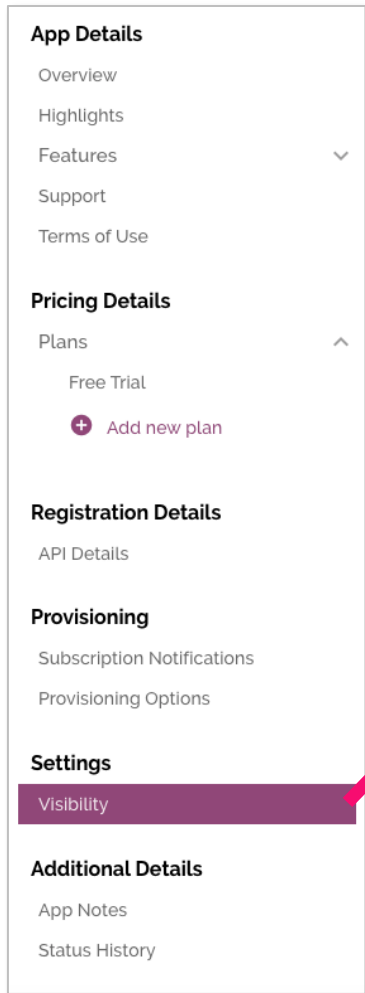 App Details
Overview
Highlights
Features
Support
Terms of Use
Pricing Details
Plans
Free Trial
Add new plan
Registration Details
API Details
Provisioning
Subscription Notifications
Provisioning Options
Settings
Visibility
Additional Details
App Notes
Status History